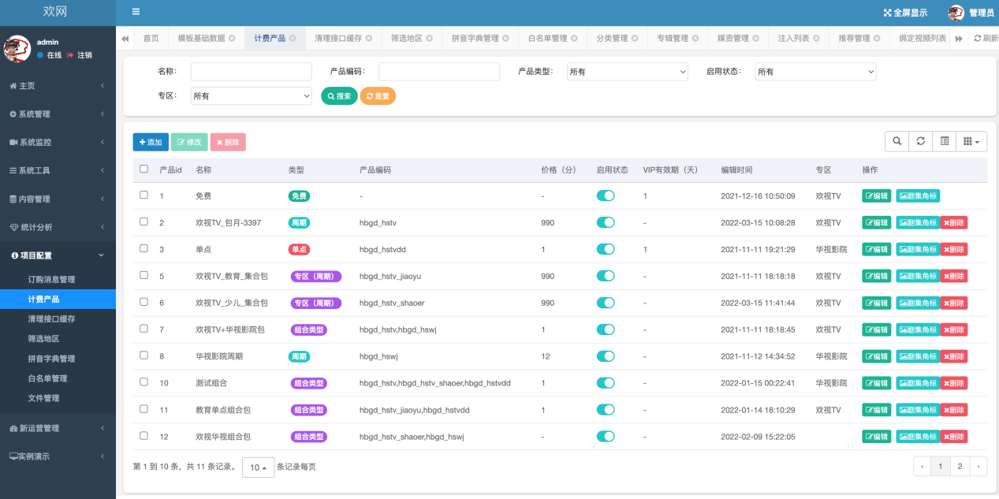 欢网
全屏显示 管理员
首页 模板基础数据 计费产品 清理接口缓存 筛选地区 拼音字典管理 白名单管理 分类管理 专辑管理 媒资管理 注入列表 推荐管理 绑定视频列表 刷新
admin
在线 注销
主页
系统管理
系统监控
系统工具
内容管理
统计分析
项目配置
订购消息管理
计费产品
清理接口缓存
筛选地区
拼音字典管理
白名单管理
文件管理
新运营管理
实例演示
名称： 产品编码： 产品类型： 所有 启用状态： 所有
专区： 所有 搜索 重置
添加 修改 删除
产品id 名称 类型 产品编码 价格（分） 启用状态 VIP有效期（天） 编辑时间 专区 操作
1 免费 免费 - - 1 2021-12-16 10:50:09 欢视TV 编辑 剧集角标
2 欢视TV_包月-3397 周期 hbgd_hstv 990 - 2022-03-15 10:08:28 欢视TV 编辑 剧集角标 删除
3 单点 单点 hbgd_hstvdd 1 1 2021-11-11 19:21:29 华视影院 编辑 剧集角标 删除
5 欢视TV_教育_集合包 专区（周期） hbgd_hstv_jiaoyu 990 - 2021-11-11 18:18:18 欢视TV 编辑 剧集角标 删除
6 欢视TV_少儿_集合包 专区（周期） hbgd_hstv_shaoer 990 - 2022-03-15 11:41:44 欢视TV 编辑 剧集角标 删除
7 欢视TV+华视影院包 组合类型 hbgd_hstv,hbgd_hswj 1 - 2021-11-11 18:18:45 欢视TV 编辑 剧集角标 删除
8 华视影院周期 周期 hbgd_hswj 12 - 2021-11-12 14:34:52 华视影院 编辑 剧集角标 删除
10 测试组合 组合类型 hbgd_hstv,hbgd_hstv_shaoer,hbgd_hstvdd 1 - 2022-01-15 00:22:41 华视影院 编辑 剧集角标 删除
11 教育单点组合包 组合类型 hbgd_hstv_jiaoyu,hbgd_hstvdd 1 - 2022-01-14 18:10:29 欢视TV 编辑 剧集角标 删除
12 欢视华视组合包 组合类型 hbgd_hstv_shaoer,hbgd_hswj - - 2022-02-09 15:22:05 编辑 剧集角标 删除
第 1 到 10 条，共 11 条记录。 10 条记录每页 ‹ 1 2 ›